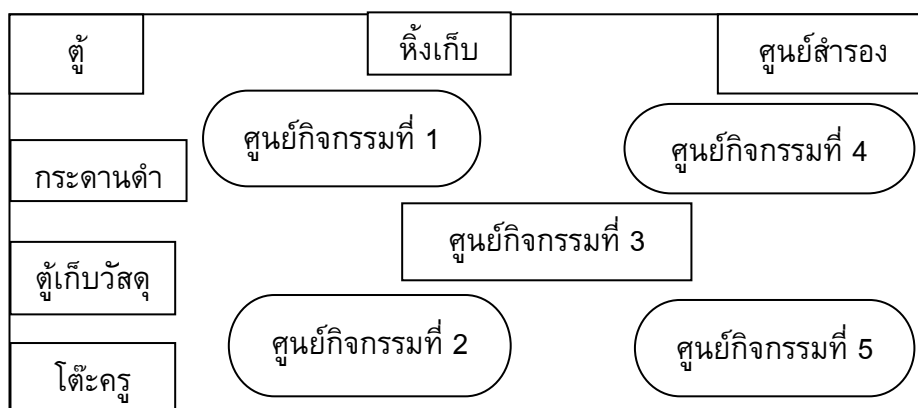 ตู้
หิ้งเก็บ
ศูนย์สำรอง
ศูนย์กิจกรรมที่ 1
ศูนย์กิจกรรมที่ 4
กระดานดำ
ศูนย์กิจกรรมที่ 3
ตู้เก็บวัสดุ
ศูนย์กิจกรรมที่ 2
ศูนย์กิจกรรมที่ 5
โต๊ะครู